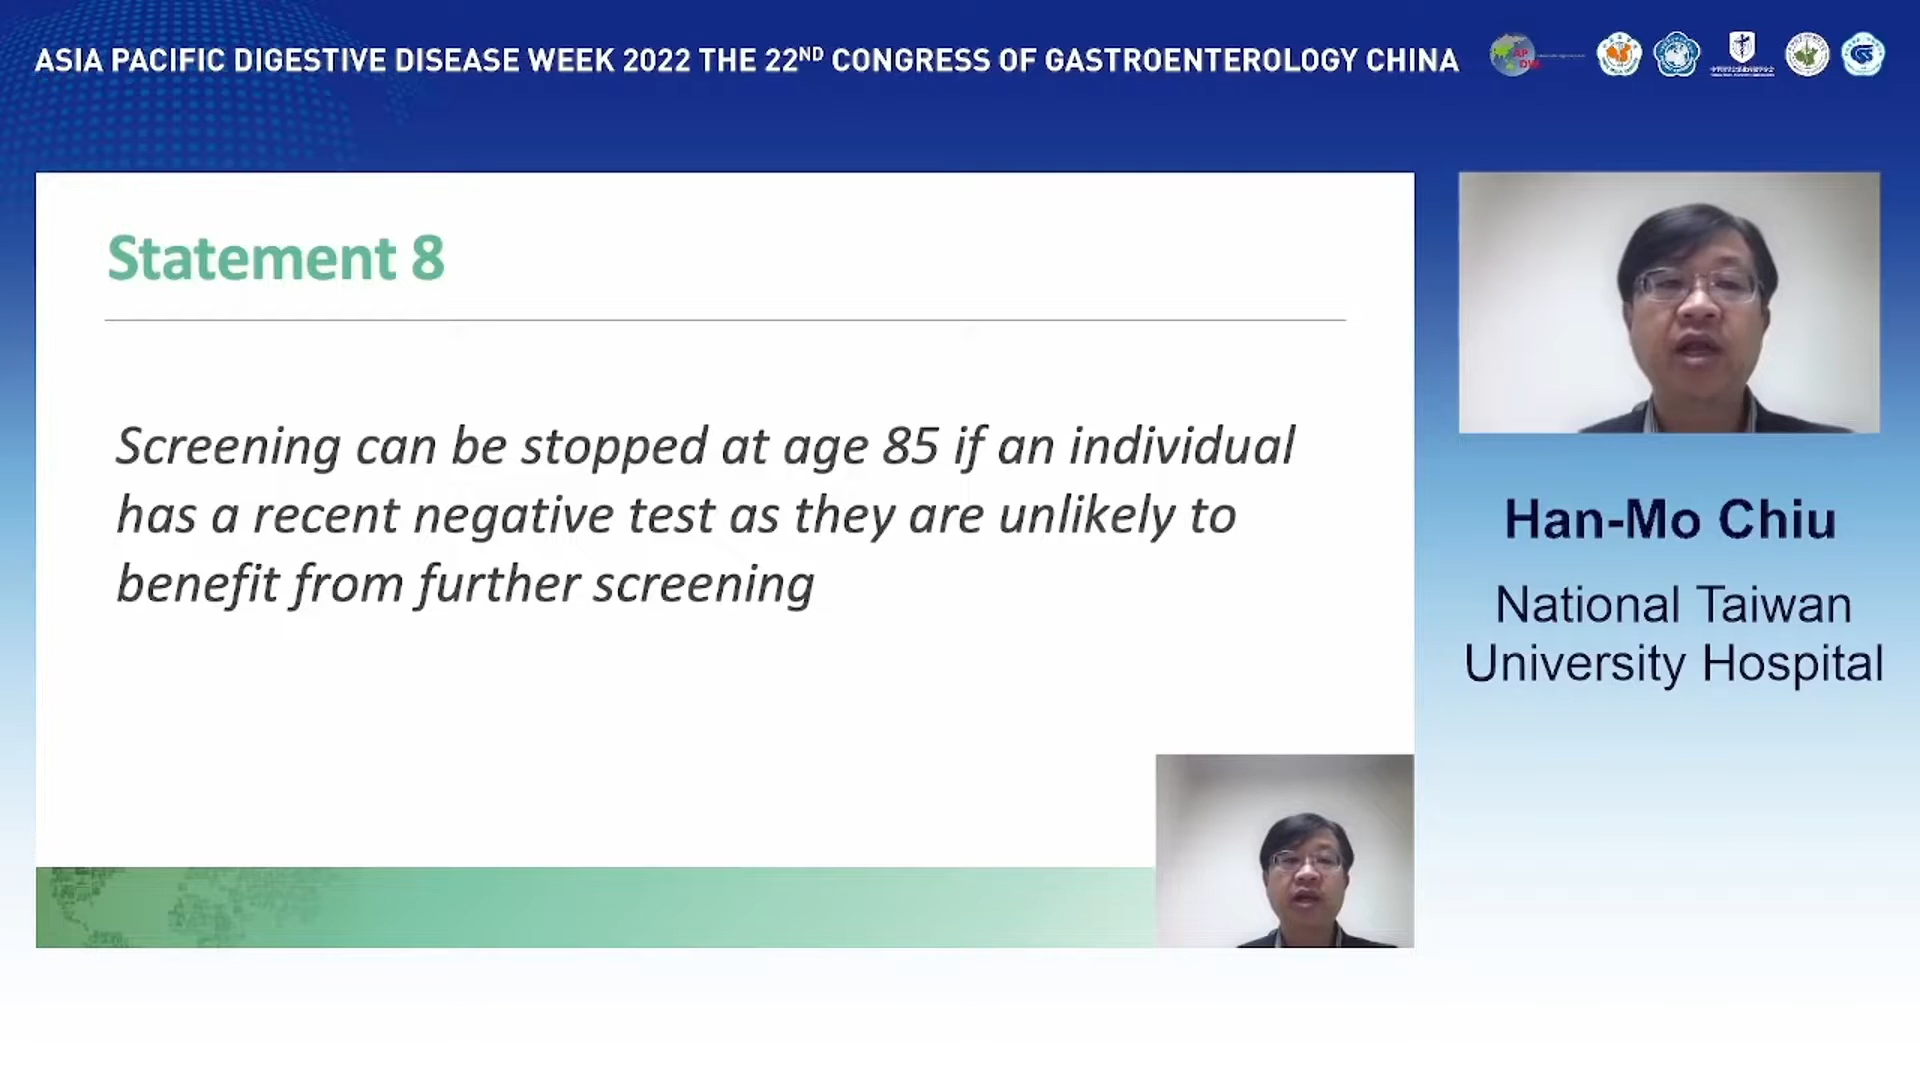 ASIA PACIFIC DIGESTIVE DISEASE WEEK 2022 THE 22ND CONGRESS OF GASTROENTEROLOGY CHINA
Statement 8
Screening can be stopped at age 85 if an individual
has a recent negative test as they are unlikely to
benefit from further screening
Han-Mo Chiu
National Taiwan
University Hospital